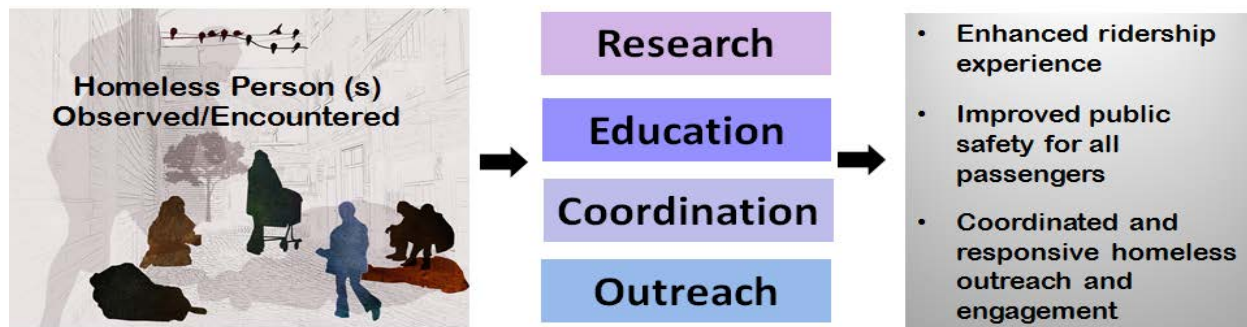 Homeless Person (s)
Observed/Encountered
Research
Education
Coordination
Outreach
• Enhanced ridership
experience
• Improved public
safety for all
passengers
• Coordinated and
responsive homeless
outreach and
engagement